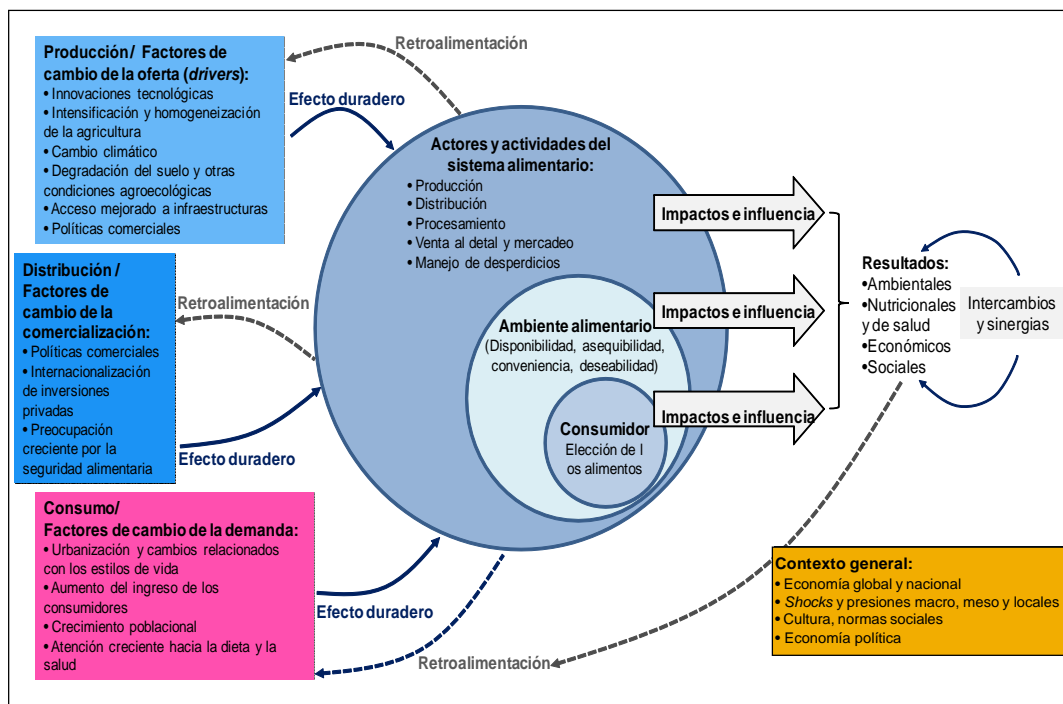 Producción/ Factores de
cambio de la oferta (drivers):
• Innovaciones tecnológicas
• Intensificación y homogeneización
de la agricultura
• Cambio climático
• Degradación del suelo y otras
condiciones agroecológicas
• Acceso mejorado a infraestructuras
• Políticas comerciales
Retroalimentación
Efecto duradero
Distribución /
Factores de
cambio de la
comercialización:
• Políticas comerciales
• Internacionalización
de inversiones
privadas
• Preocupación
creciente por la
seguridad alimentaria
Retroalimentación
Efecto duradero
Consumo/
Factores de cambio de la demanda:
• Urbanización y cambios relacionados
con los estilos de vida
• Aumento del ingreso de los
consumidores
• Crecimiento poblacional
• Atención creciente hacia la dieta y la
salud
Efecto duradero
Retroalimentación
Actores y actividades del
sistema alimentario:
• Producción
• Distribución
• Procesamiento
• Venta al detal y mercadeo
• Manejo de desperdicios
Ambiente alimentario
(Disponibilidad, asequibilidad,
conveniencia, deseabilidad)
Consumidor
Elección de l
os alimentos
Impactos e influencia
Impactos e influencia
Impactos e influencia
Resultados:
•Ambientales
•Nutricionales
y de salud
•Económicos
•Sociales
Intercambios
y sinergias
Contexto general:
• Economía global y nacional
• Shocks y presiones macro, meso y locales
• Cultura, normas sociales
• Economía política